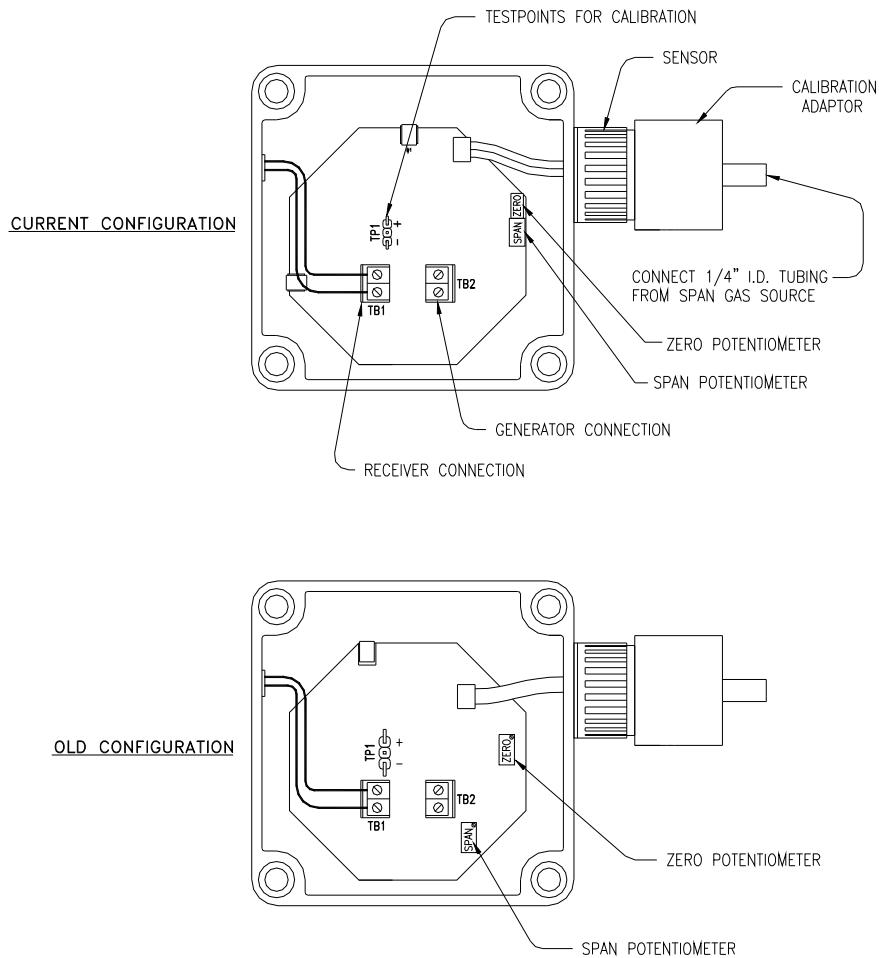 TESTPOINTS FOR CALIBRATION
SENSOR
CALIBRATION
ADAPTOR
CURRENT CONFIGURATION
TP1
+
-
ZERO
SPAN
TB1
TB2
CONNECT 1/4" I.D. TUBING
FROM SPAN GAS SOURCE
ZERO POTENTIOMETER
SPAN POTENTIOMETER
GENERATOR CONNECTION
RECEIVER CONNECTION
OLD CONFIGURATION
TP1
+
-
ZERO
TB1
TB2
SPAN
ZERO POTENTIOMETER
SPAN POTENTIOMETER